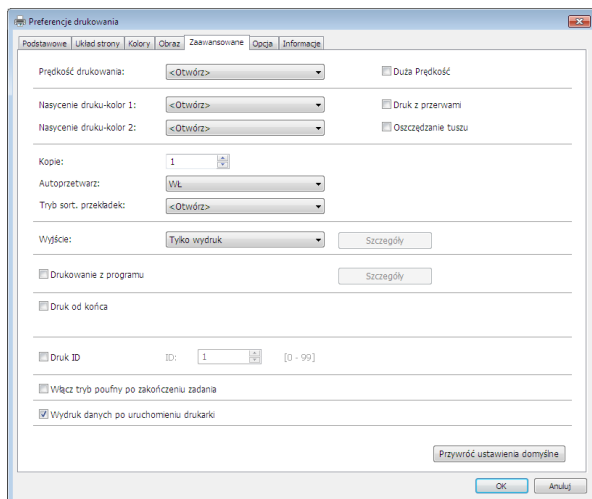 Preferencje drukowania
Podstawowe Układ strony Kolory Obraz Zaawansowane Opcja Informacje
Prędkość drukowania: <Otwórz> Duża Prędkość
Nasycenie druku-kolor 1: <Otwórz> Druk z przerwami
Nasycenie druku-kolor 2: <Otwórz> Oszczędzanie tuszu
Kopie: 1
Autoprzetwarz: WŁ
Tryb sort. przekładek: <Otwórz>
Wyjście: Tylko wydruk Szczegóły
Drukowanie z programu Szczegóły
Druk od końca
Druk ID ID: 1 [0 - 99]
Włącz tryb poufny po zakończeniu zadania
Wydruk danych po uruchomieniu drukarki
Przywróć ustawienia domyślne
OK Anuluj